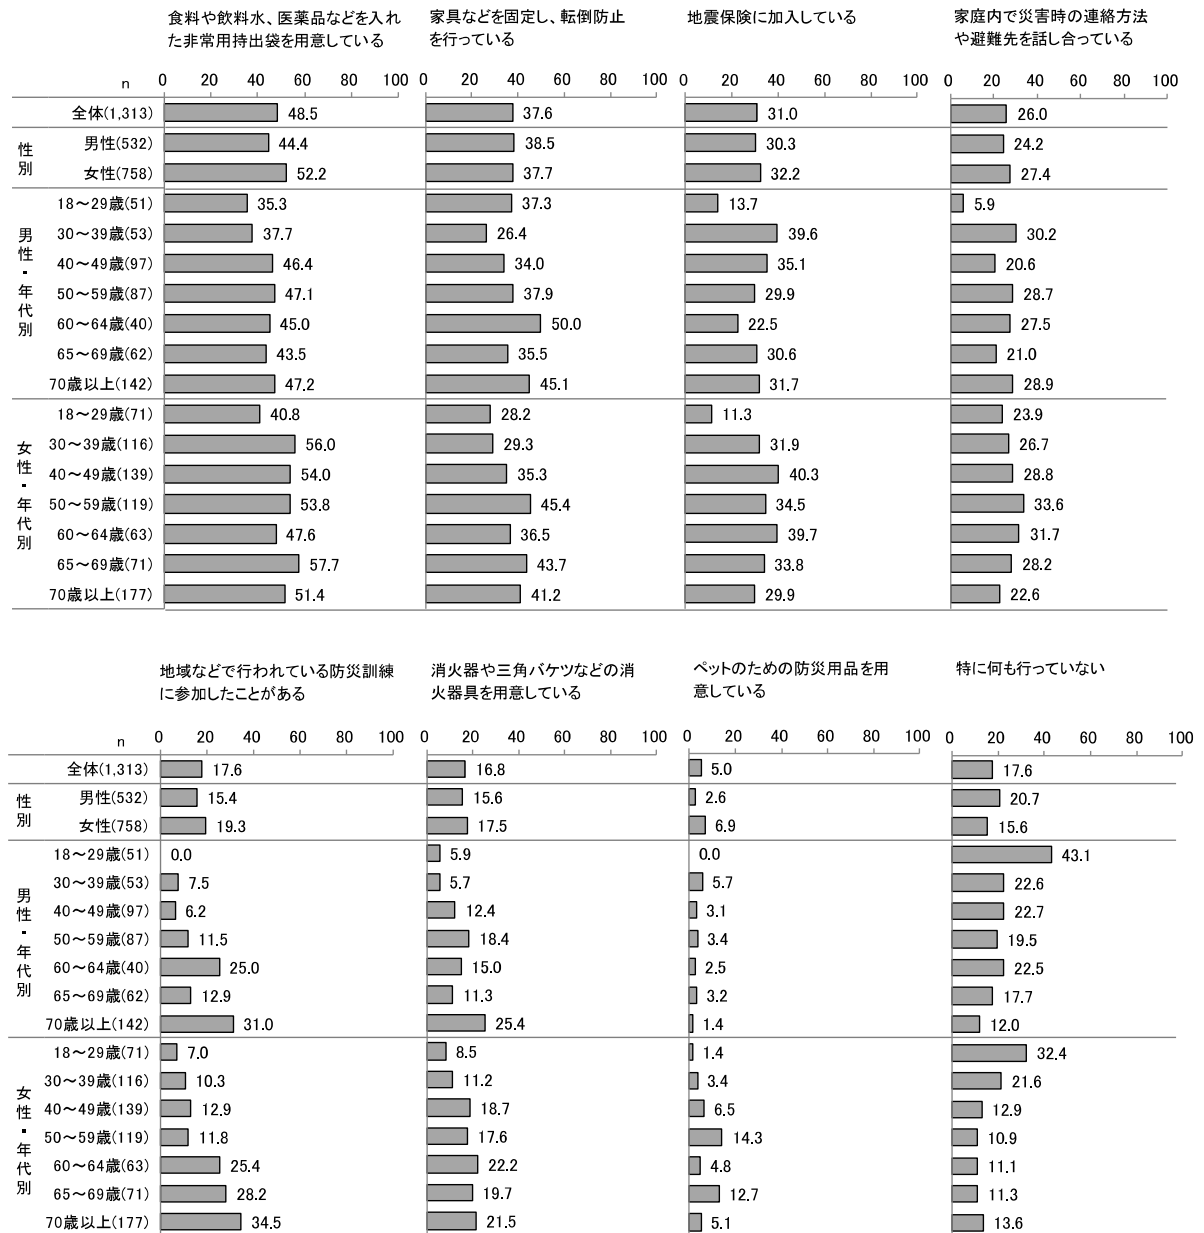 食料や飲料水、医薬品などを入れ
た非常用持出袋を用意している
家具などを固定し、転倒防止
を行っている
地震保険に加入している
家庭内で災害時の連絡方法
や避難先を話し合っている
n 0 20 40 60 80 100 0 20 40 60 80 100 0 20 40 60 80 100 0 20 40 60 80 100
全体(1,313) 48.5 37.6 31.0 26.0
性別
男性(532) 44.4 38.5 30.3 24.2
女性(758) 52.2 37.7 32.2 27.4
男性・年代別
18～29歳(51) 35.3 37.3 13.7 5.9
30～39歳(53) 37.7 26.4 39.6 30.2
40～49歳(97) 46.4 34.0 35.1 20.6
50～59歳(87) 47.1 37.9 29.9 28.7
60～64歳(40) 45.0 50.0 22.5 27.5
65～69歳(62) 43.5 35.5 30.6 21.0
70歳以上(142) 47.2 45.1 31.7 28.9
女性・年代別
18～29歳(71) 40.8 28.2 11.3 23.9
30～39歳(116) 56.0 29.3 31.9 26.7
40～49歳(139) 54.0 35.3 40.3 28.8
50～59歳(119) 53.8 45.4 34.5 33.6
60～64歳(63) 47.6 36.5 39.7 31.7
65～69歳(71) 57.7 43.7 33.8 28.2
70歳以上(177) 51.4 41.2 29.9 22.6
地域などで行われている防災訓練
に参加したことがある
消火器や三角バケツなどの消
火器具を用意している
ペットのための防災用品を用
意している
特に何も行っていない
n 0 20 40 60 80 100 0 20 40 60 80 100 0 20 40 60 80 100 0 20 40 60 80 100
全体(1,313) 17.6 16.8 5.0 17.6
性別
男性(532) 15.4 15.6 2.6 20.7
女性(758) 19.3 17.5 6.9 15.6
男性・年代別
18～29歳(51) 0.0 5.9 0.0 43.1
30～39歳(53) 7.5 5.7 5.7 22.6
40～49歳(97) 6.2 12.4 3.1 22.7
50～59歳(87) 11.5 18.4 3.4 19.5
60～64歳(40) 25.0 15.0 2.5 22.5
65～69歳(62) 12.9 11.3 3.2 17.7
70歳以上(142) 31.0 25.4 1.4 12.0
女性・年代別
18～29歳(71) 7.0 8.5 1.4 32.4
30～39歳(116) 10.3 11.2 3.4 21.6
40～49歳(139) 12.9 18.7 6.5 12.9
50～59歳(119) 11.8 17.6 14.3 10.9
60～64歳(63) 25.4 22.2 4.8 11.1
65～69歳(71) 28.2 19.7 12.7 11.3
70歳以上(177) 34.5 21.5 5.1 13.6